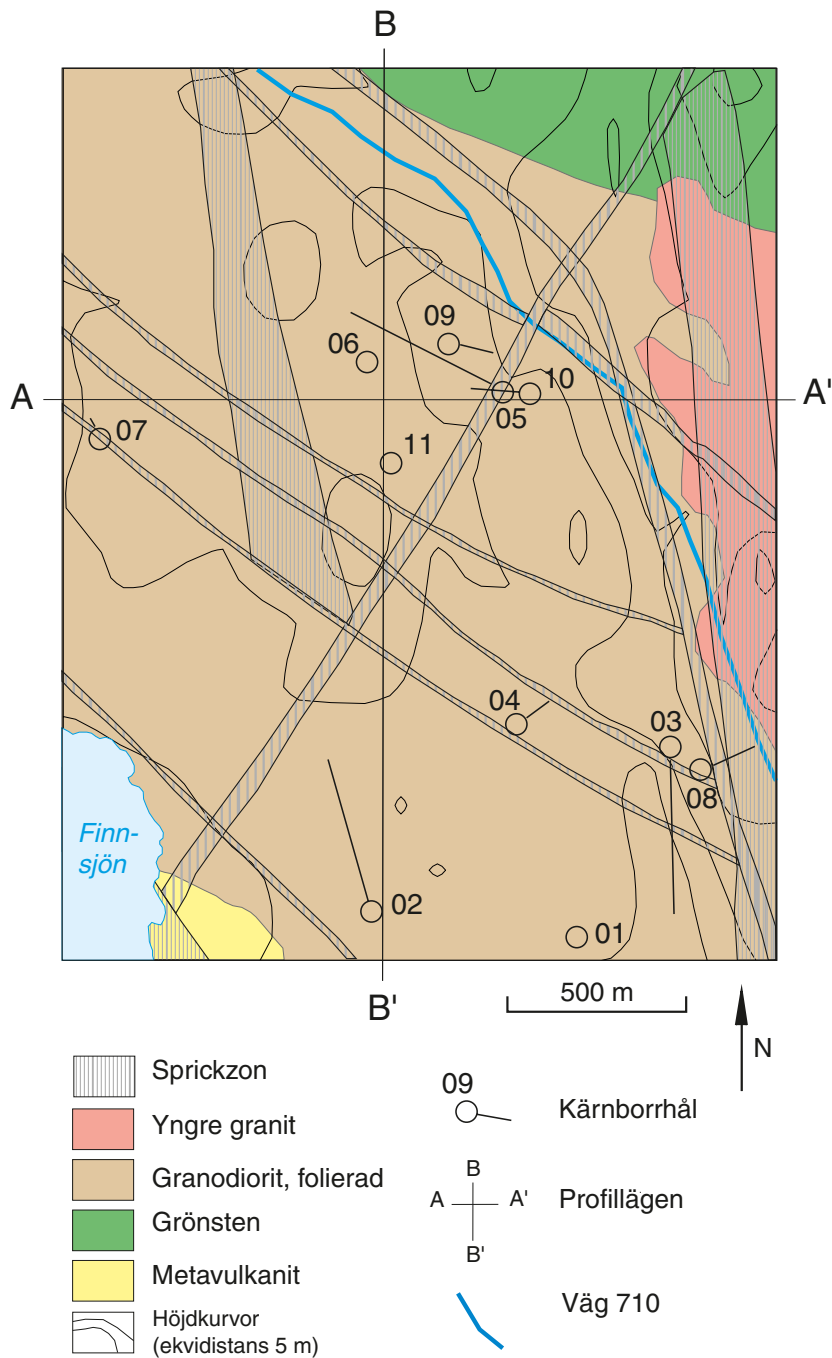 B
06
09
A
A'
10
05
07
11
04
03
08
Finn-
sjön
02
01
B'
500 m
N
Sprickzon
Yngre granit
Granodiorit, folierad
Grönsten
Metavulkanit
Höjdkurvor
(ekvidistans 5 m)
09
Kärnborrhål
B
A
A'
B'
Profillägen
Väg 710